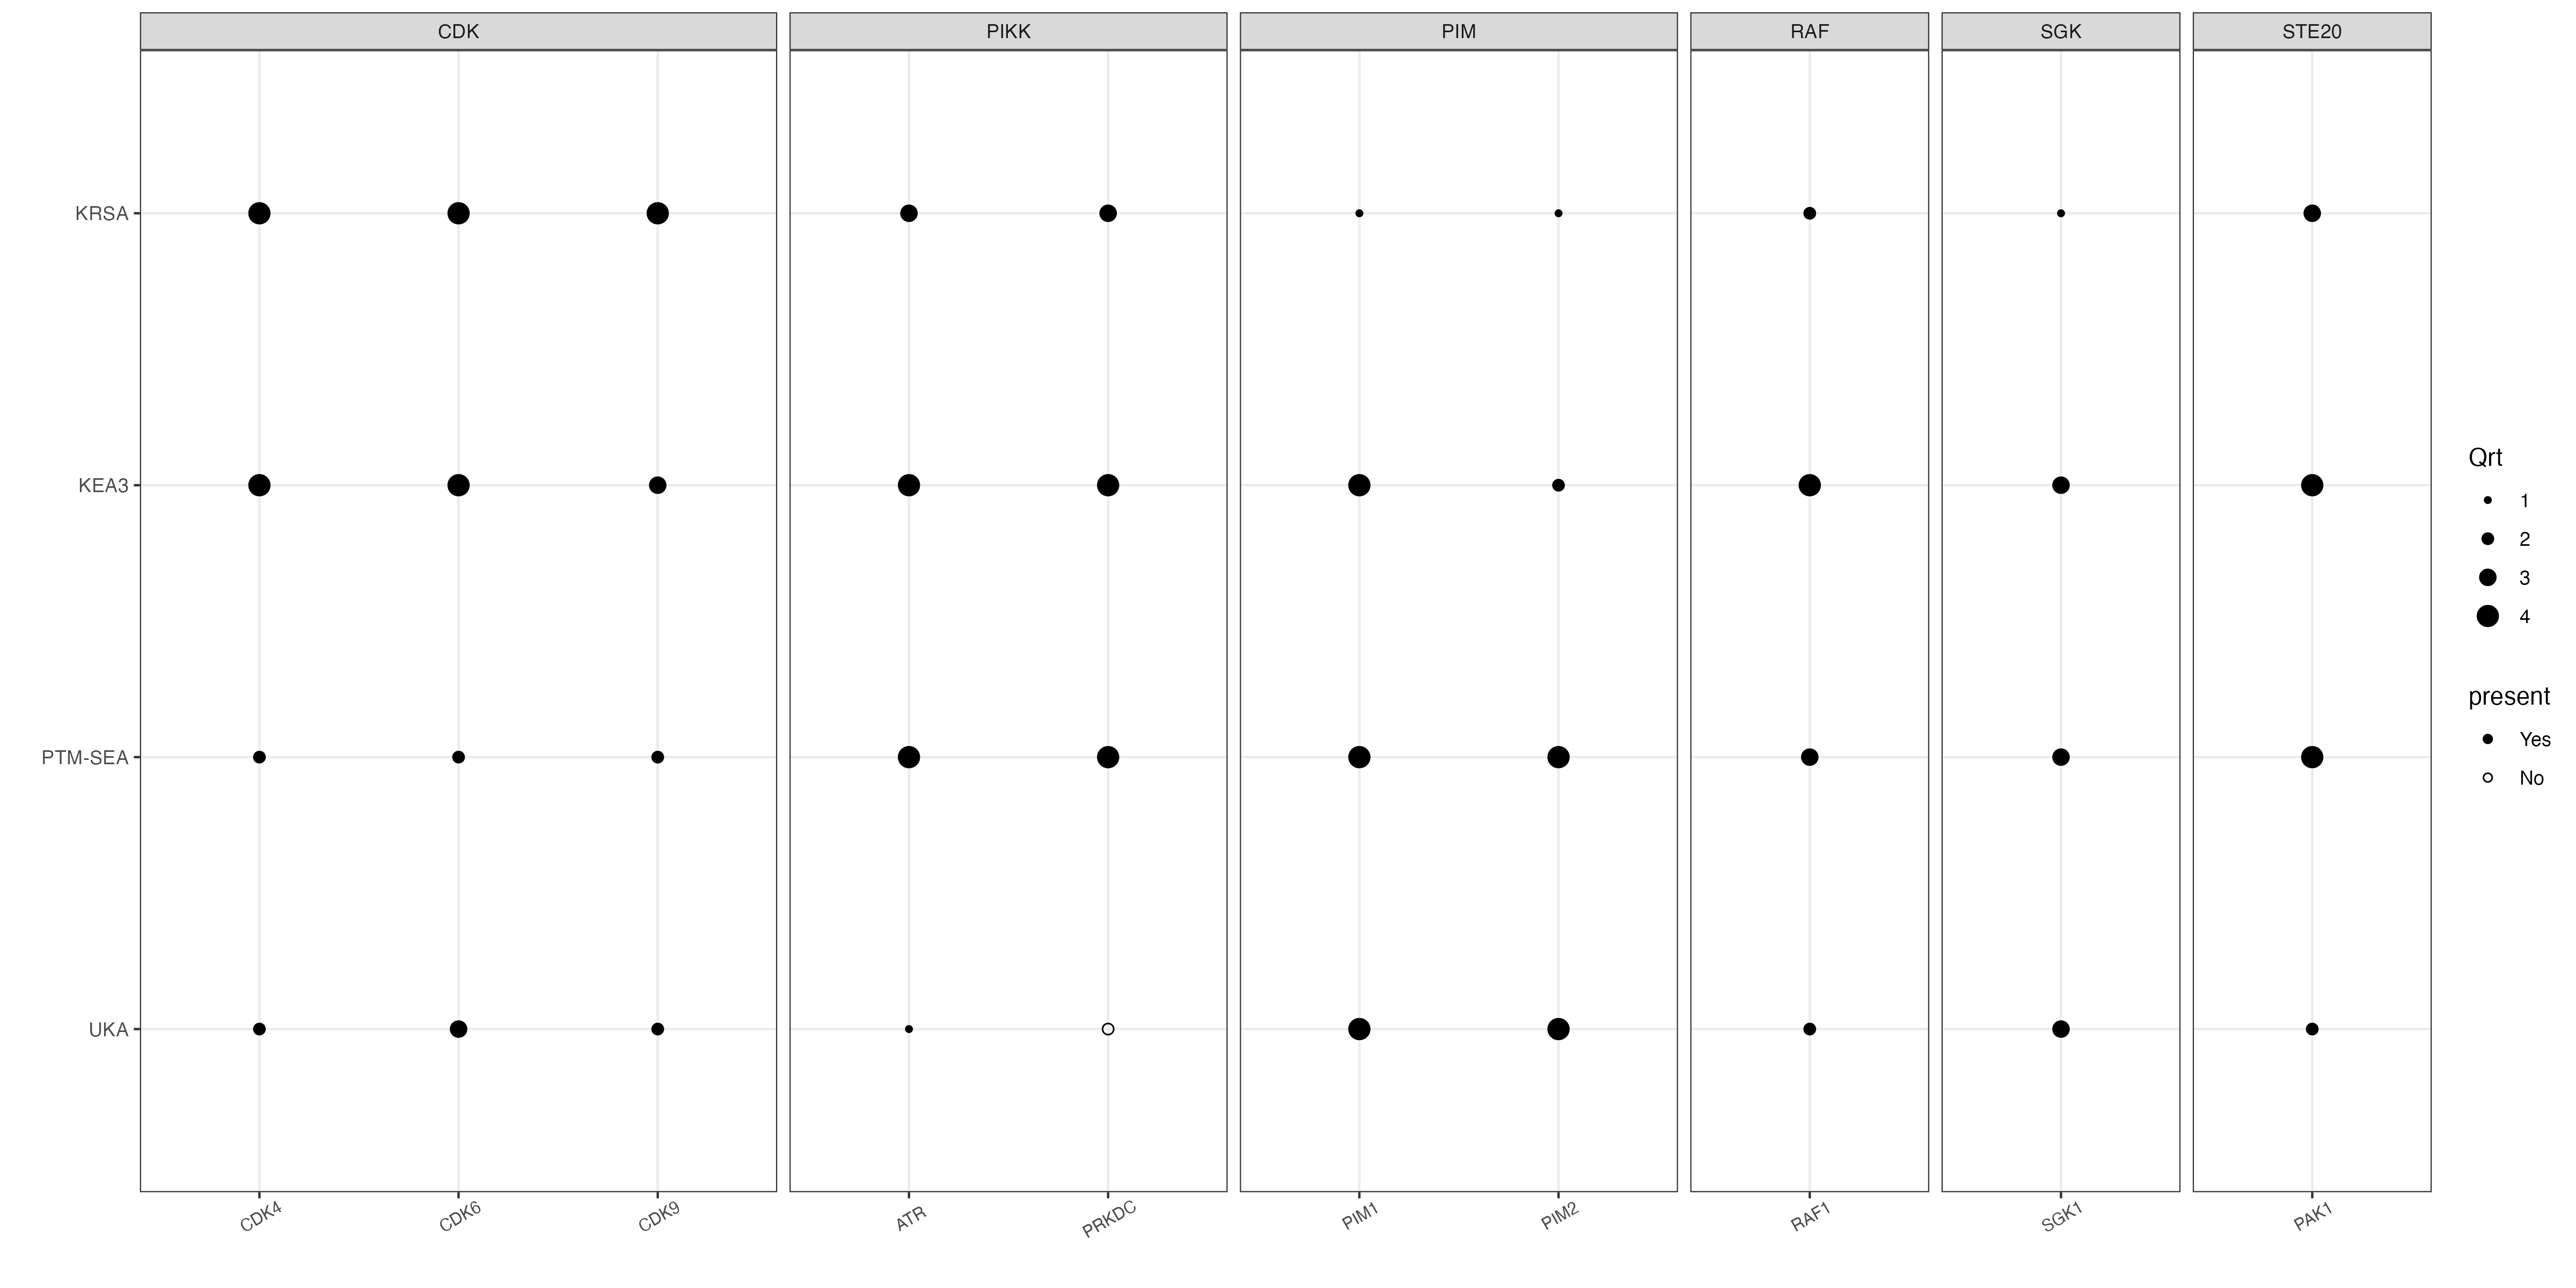 CDK PIKK PIM RAF SGK STE20
KRSA
KEA3
PTM-SEA
UKA
CDK4 CDK6 CDK9 ATR PRKDC PIM1 PIM2 RAF1 SGK1 PAK1
Qrt
1
2
3
4
present
Yes
No